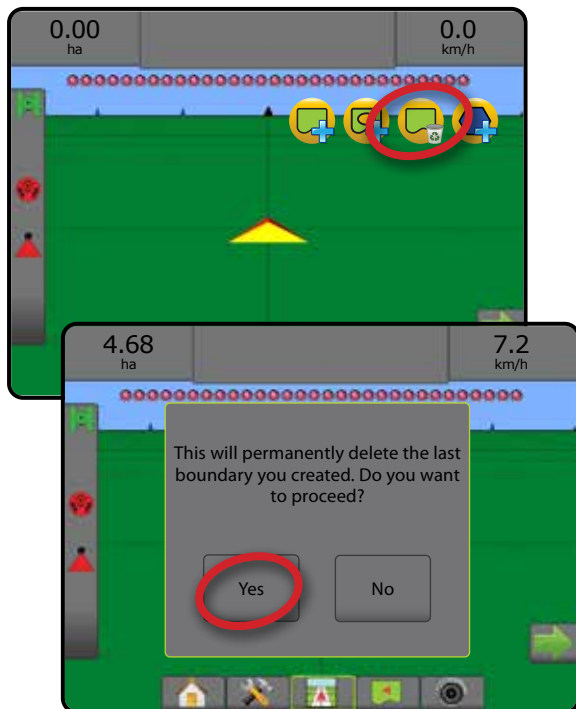 0.00
ha
0.0
km/h
4.68
ha
7.2
km/h
This will permanently delete the last
boundary you created. Do you want
to proceed?
Yes
No